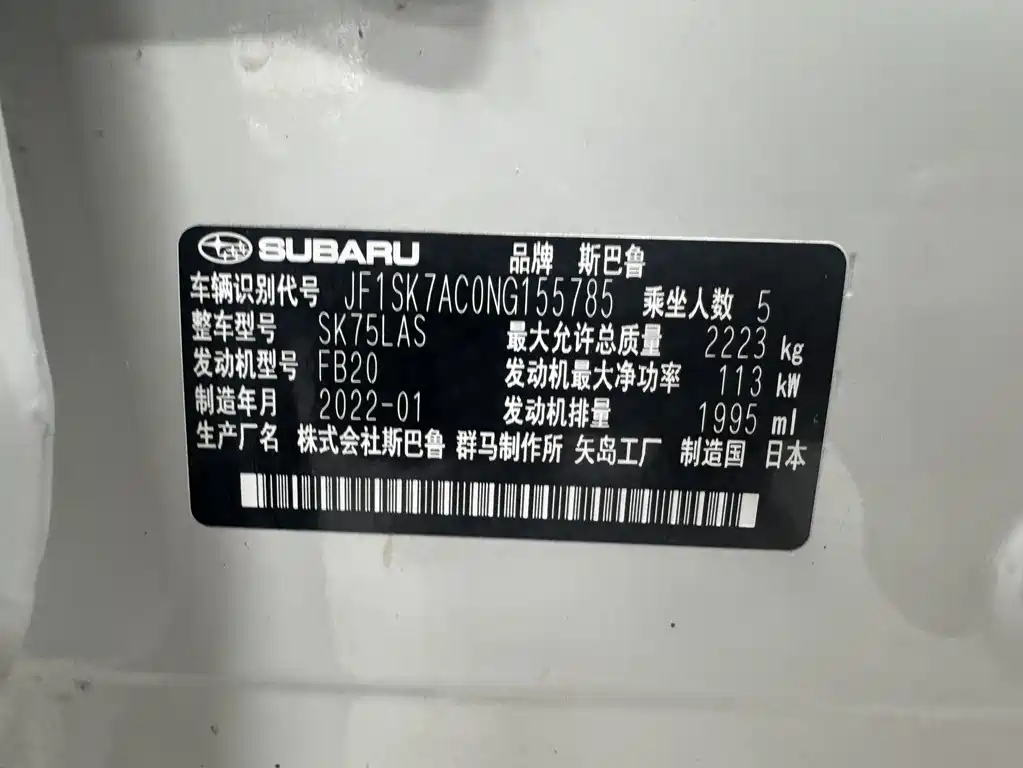 SUBARU 品牌 斯巴鲁
车辆识别代号 JF1SK7AC0NG155785 乘坐人数 5
整车型号 SK75LAS 最大允许总质量 2223 kg
发动机型号 FB20 发动机最大净功率 113 kW
制造年月 2022-01 发动机排量 1995 ml
生产厂名 株式会社斯巴鲁 群马制作所 矢岛工厂 制造国 日本